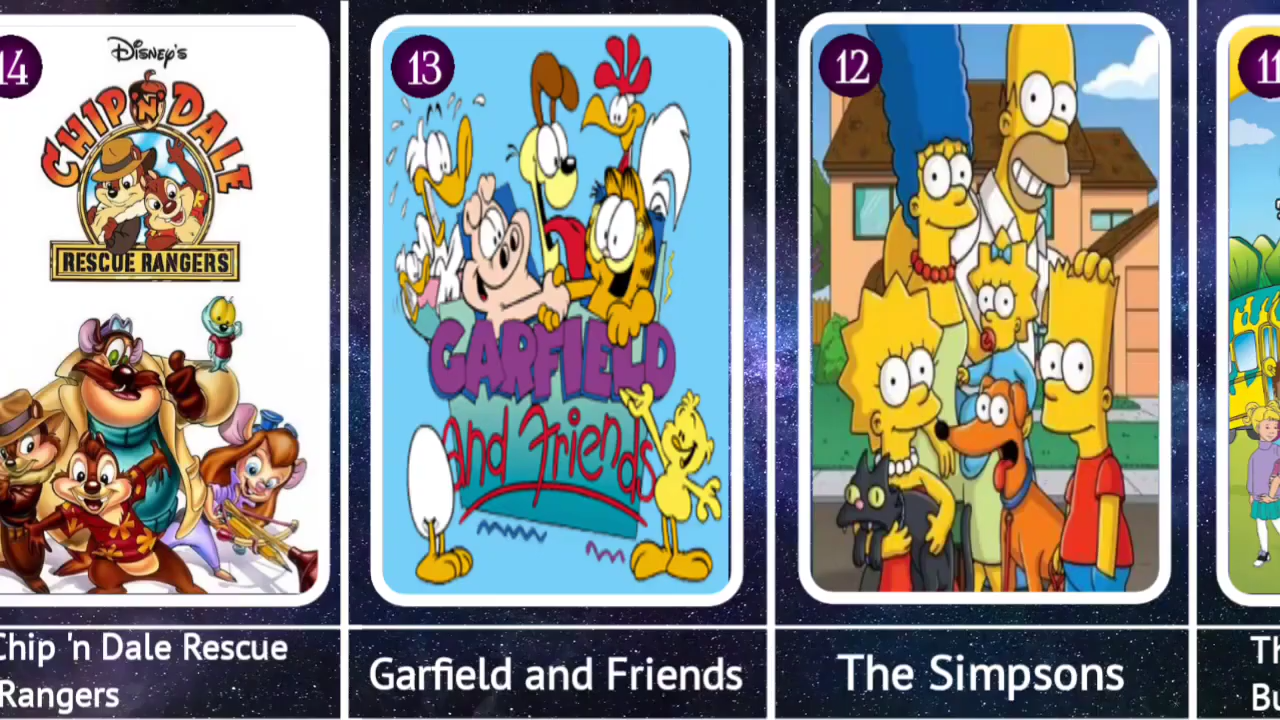 14
DISNEY'S
CHIP 'N' DALE
RESCUE RANGERS
Chip 'n Dale Rescue
Rangers
13
GARFIELD
and Friends
Garfield and Friends
12
The Simpsons
11